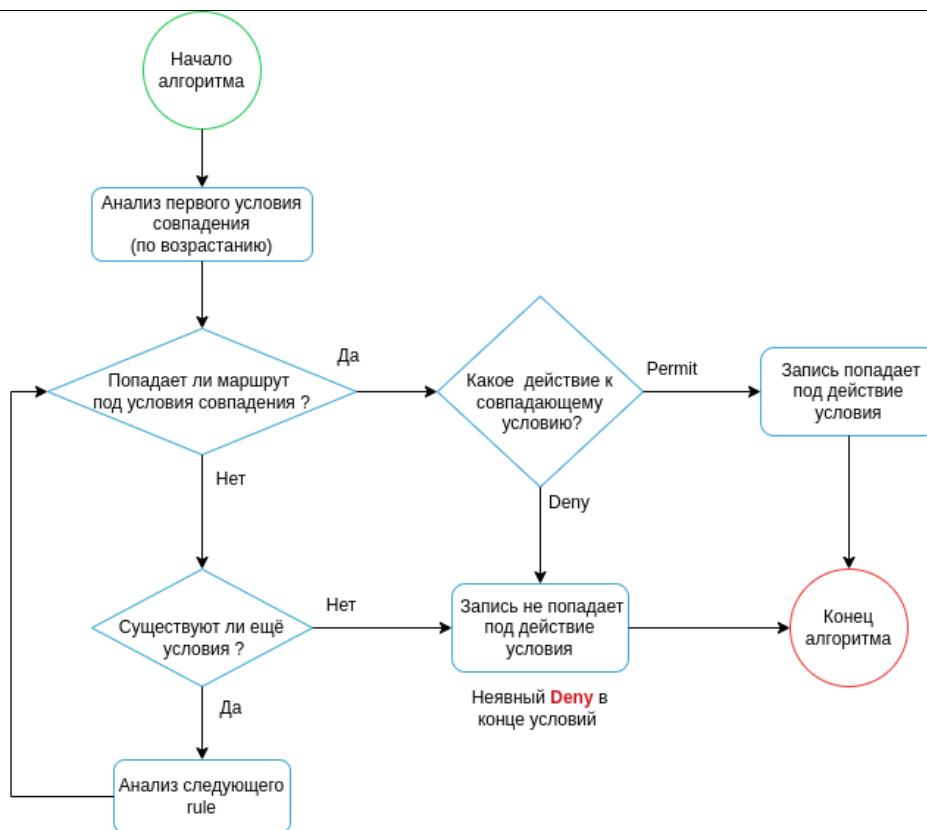 Начало
алгоритма
Анализ первого условия
совпадения
(по возрастанию)
Попадает ли маршрут
под условия совпадения ?
Да
Какое действие к
совпадающему
условию?
Permit
Запись попадает
под действие
условия
Нет
Deny
Существуют ли ещё
условия ?
Нет
Запись не попадает
под действие
условия
Конец
алгоритма
Неявный Deny в
конце условий
Да
Анализ следующего
rule